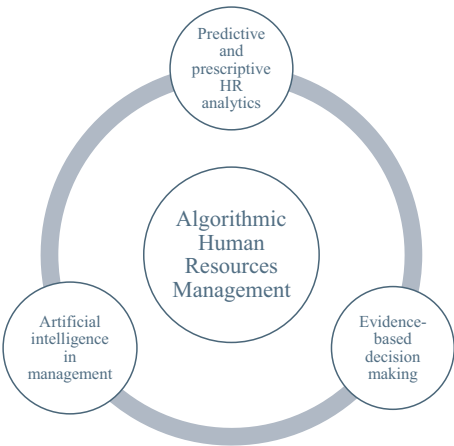 Predictive
and
prescriptive
HR
analytics
Algorithmic
Human
Resources
Management
Artificial
intelligence
in
management
Evidence-
based
decision
making